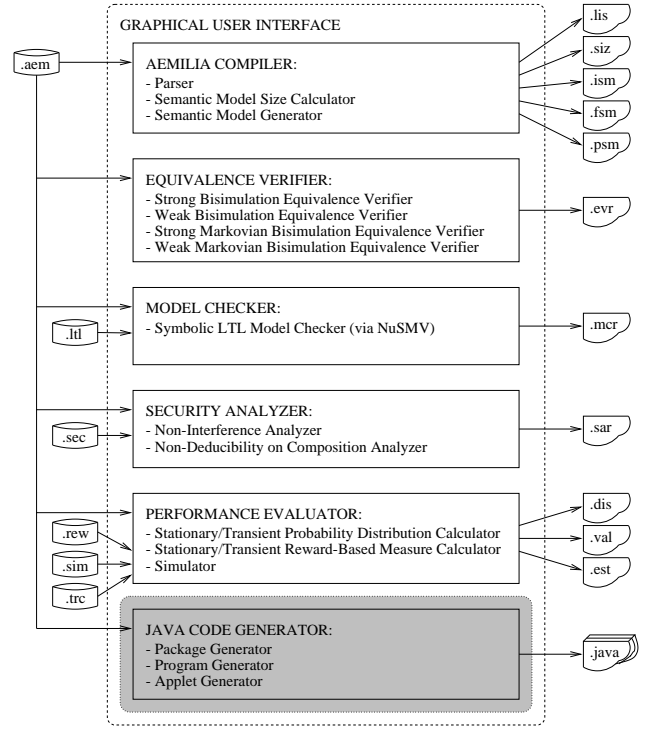 GRAPHICAL USER INTERFACE
.aem
AEMILIA COMPILER:
- Parser
- Semantic Model Size Calculator
- Semantic Model Generator
.lis
.siz
.ism
.fsm
.psm
EQUIVALENCE VERIFIER:
- Strong Bisimulation Equivalence Verifier
- Weak Bisimulation Equivalence Verifier
- Strong Markovian Bisimulation Equivalence Verifier
- Weak Markovian Bisimulation Equivalence Verifier
.evr
MODEL CHECKER:
.ltl
- Symbolic LTL Model Checker (via NuSMV)
.mcr
SECURITY ANALYZER:
.sec
- Non-Interference Analyzer
- Non-Deducibility on Composition Analyzer
.sar
PERFORMANCE EVALUATOR:
.rew
.sim
.trc
- Stationary/Transient Probability Distribution Calculator
- Stationary/Transient Reward-Based Measure Calculator
- Simulator
.dis
.val
.est
JAVA CODE GENERATOR:
- Package Generator
- Program Generator
- Applet Generator
.java